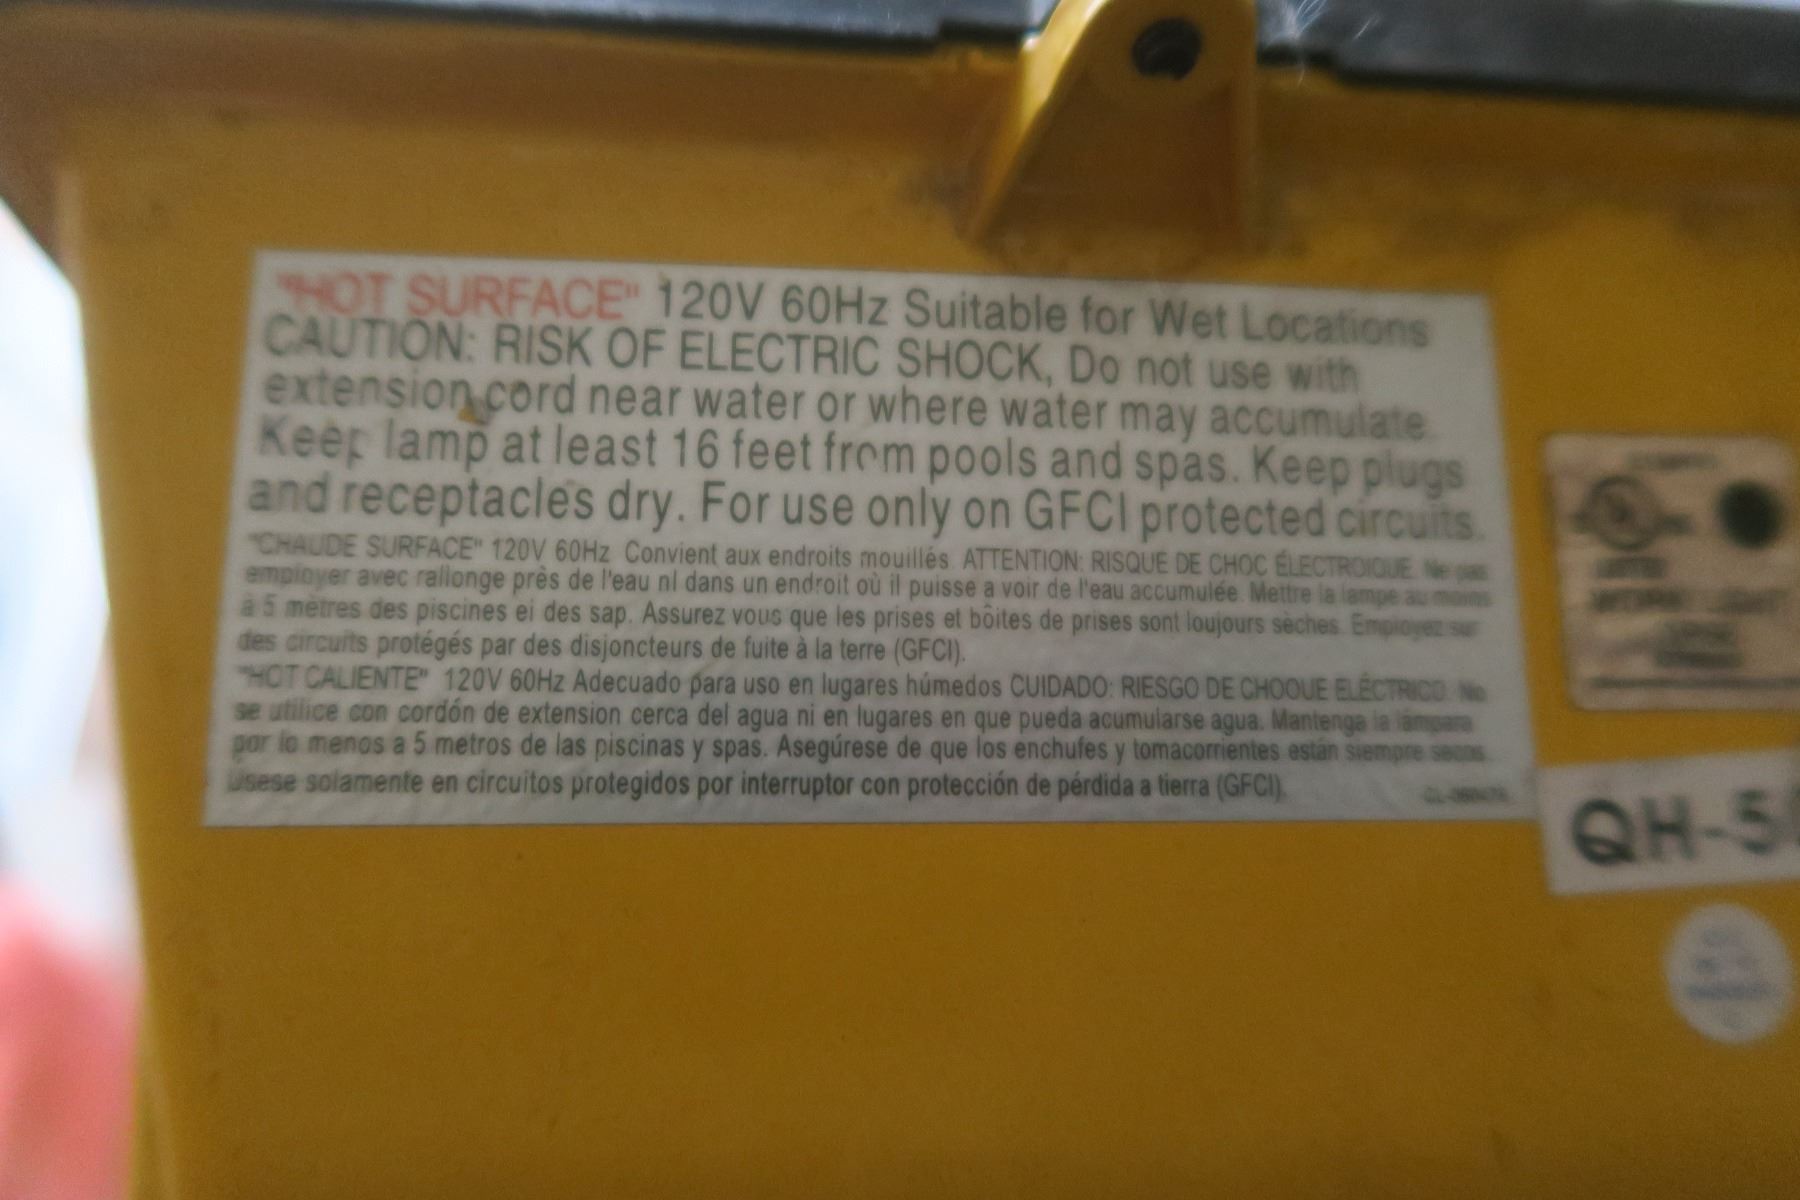 "HOT SURFACE" 120V 60Hz Suitable for Wet Locations
CAUTION: RISK OF ELECTRIC SHOCK, Do not use with
extension cord near water or where water may accumulate.
Keep lamp at least 16 feet from pools and spas. Keep plugs
and receptacles dry. For use only on GFCI protected circuits.
"CHAUDE SURFACE" 120V 60Hz Convient aux endroits mouillés. ATTENTION: RISQUE DE CHOC ÉLECTROIQUE. Ne pas
employer avec rallonge près de l'eau nl dans un endroit où il puisse a voir de l'eau accumulée. Mettre la lampe au moins
à 5 mètres des piscines ei des sap. Assurez vous que les prises et bôites de prises sont loujours sèches. Employez sur
des circuits protégés par des disjoncteurs de fuite à la terre (GFCI).
"HOT CALIENTE" 120V 60Hz Adecuado para uso en lugares húmedos CUIDADO: RIESGO DE CHOOUE ELÉCTRICO. No
se utilice con cordón de extension cerca del agua ni en lugares en que pueda acumularse agua. Mantenga la lámpara
por lo menos a 5 metros de las piscinas y spas. Asegúrese de que los enchufes y tomacorrientes están siempre secos.
Úsese solamente en circuitos protegidos por interruptor con protección de pérdida a tierra (GFCI).
UL
LISTED
WORK LIGHT
QH-5